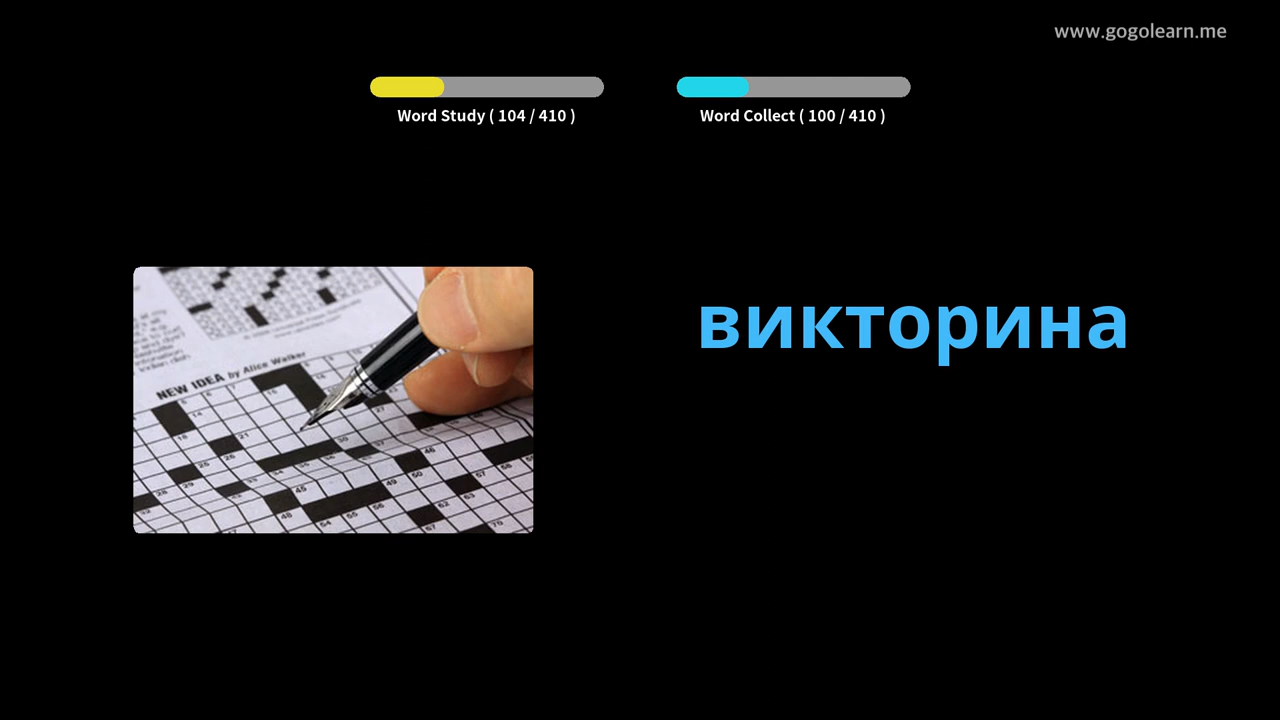 www.gogolearn.me
Word Study ( 104 / 410 )
Word Collect ( 100 / 410 )
викторина
NEW IDEA by Alice Walker